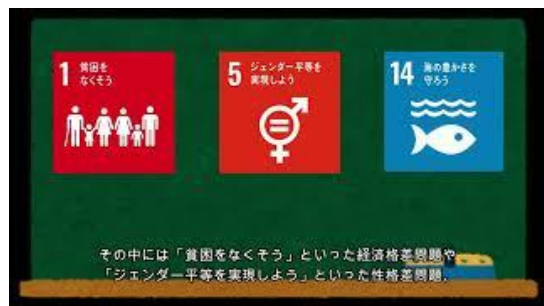 1 貧困を
なくそう
5 ジェンダー平等を
実現しよう
14 海の豊かさを
守ろう
その中には「貧困をなくそう」といった経済格差問題や
「ジェンダー平等を実現しよう」といった性格差問題、